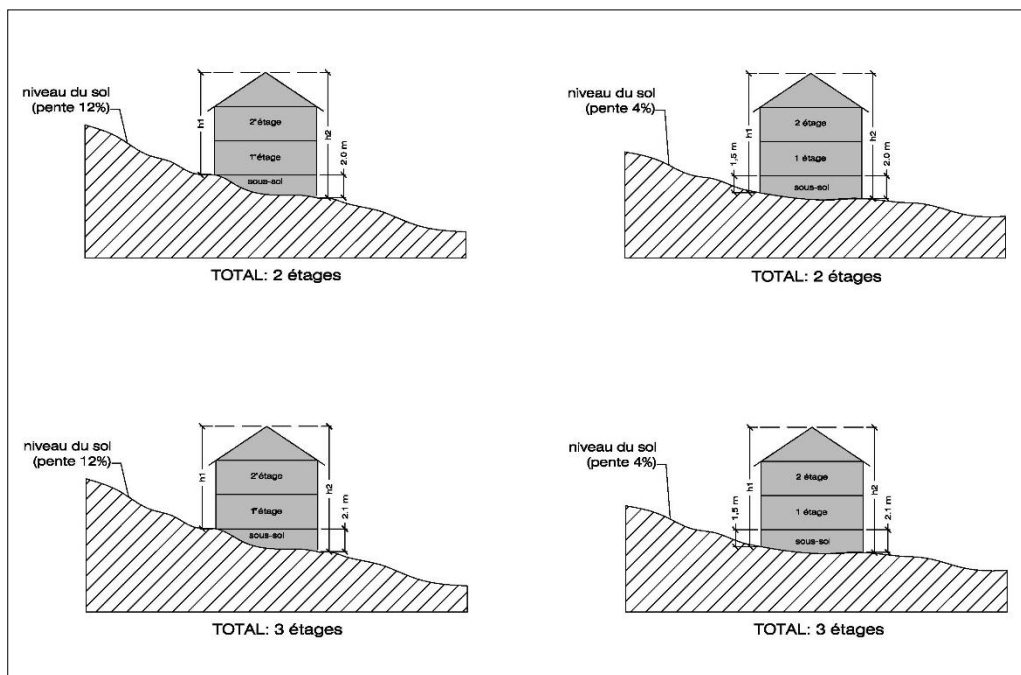 niveau du sol
(pente 12%)
h1
2°étage
1°étage
sous-sol
h2
2.0 m
TOTAL: 2 étages
niveau du sol
(pente 4%)
1,5 m
h1
2 étage
1 étage
sous-sol
h2
2.0 m
TOTAL: 2 étages
niveau du sol
(pente 12%)
h1
2°étage
1°étage
sous-sol
h2
2.1 m
TOTAL: 3 étages
niveau du sol
(pente 4%)
1,5 m
h1
2 étage
1 étage
sous-sol
h2
2.1 m
TOTAL: 3 étages